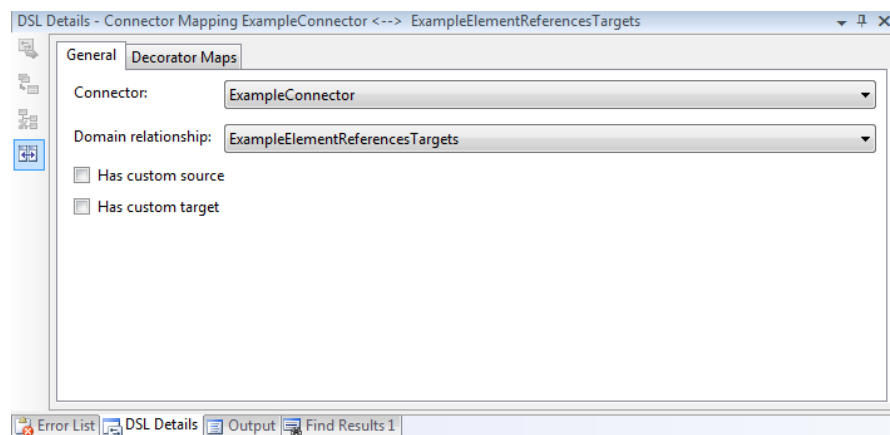 DSL Details - Connector Mapping ExampleConnector <--> ExampleElementReferencesTargets
General Decorator Maps
Connector: ExampleConnector
Domain relationship: ExampleElementReferencesTargets
Has custom source
Has custom target
Error List DSL Details Output Find Results 1